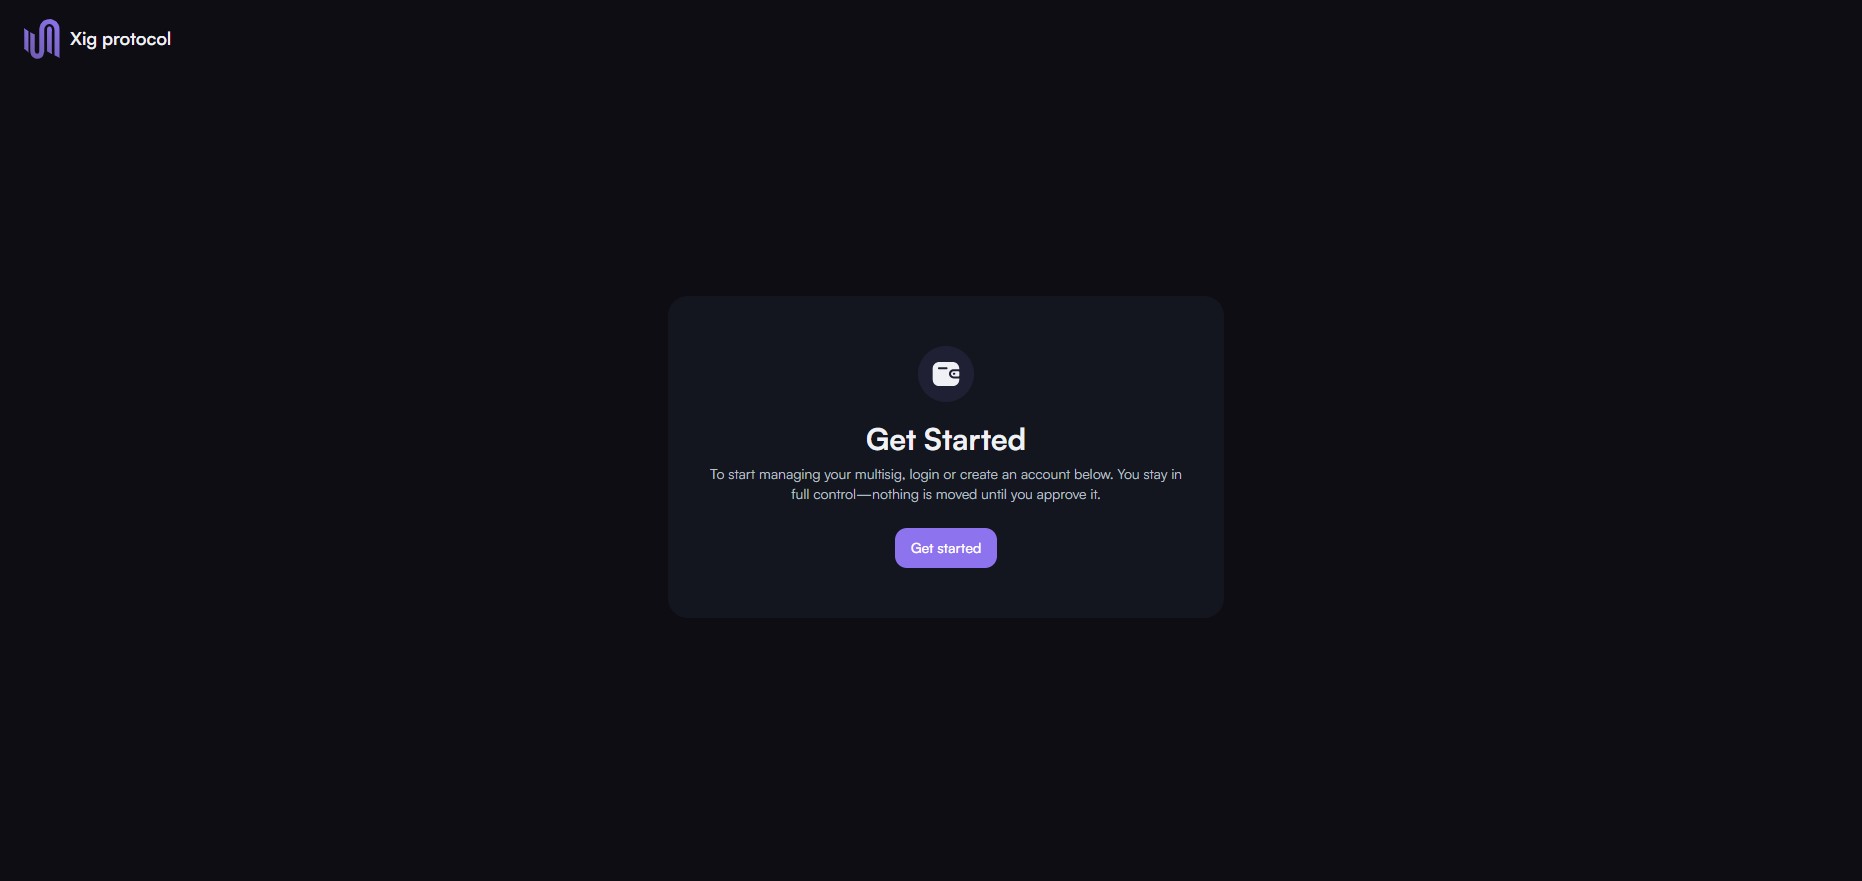 Xig protocol
Get Started
To start managing your multisig, login or create an account below. You stay in
full control—nothing is moved until you approve it.
Get started